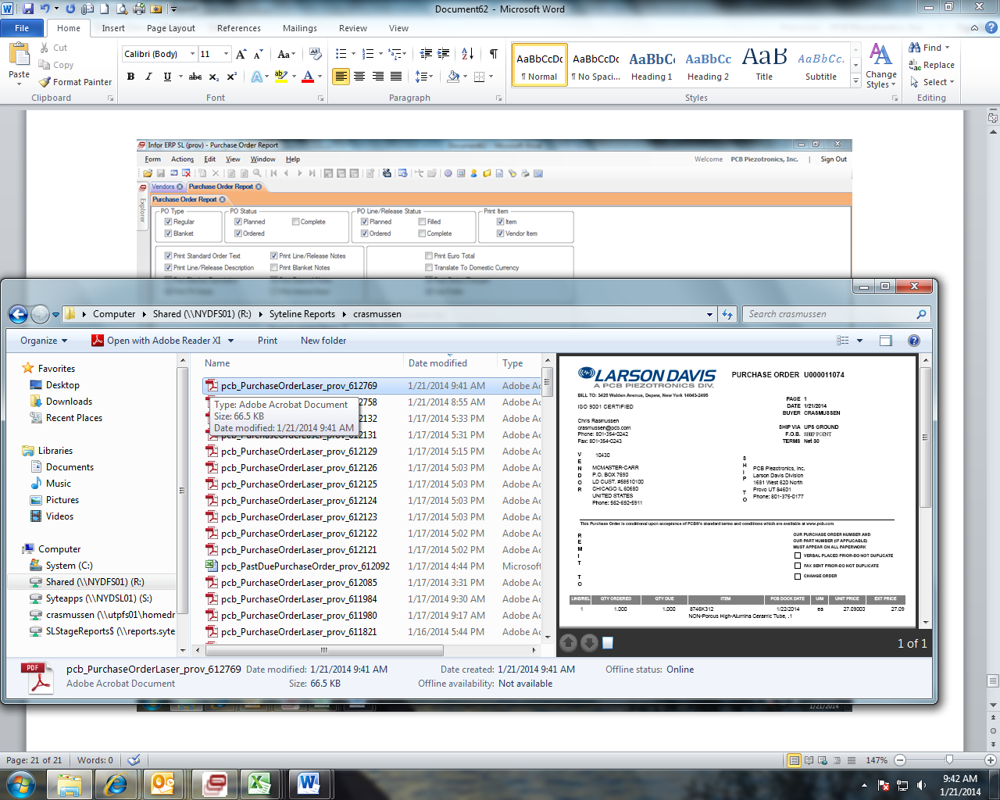 Document62 - Microsoft Word
File Home Insert Page Layout References Mailings Review View
Paste
Cut
Copy
Format Painter
Clipboard
Calibri (Body) 11
Font
Paragraph
AaBbCcDc AaBbCcDc AaBbC AaBbCc AaB AaBbCc.
¶ Normal ¶ No Spaci... Heading 1 Heading 2 Title Subtitle
Change Styles
Styles
Find
Replace
Select
Editing
Infor ERP SL (prov) - Purchase Order Report
Form Actions Edit View Window Help
Welcome PCB Piezotronics, Inc. | Sign Out
Vendors Purchase Order Report
Explorer
Purchase Order Report
PO Type PO Status PO Line/Release Status Print Item
Regular Planned Complete Planned Filled Item
Blanket Ordered Ordered Complete Vendor Item
Print Standard Order Text Print Line/Release Notes Print Euro Total
Print Line/Release Description Print Blanket Notes Translate To Domestic Currency
Computer Shared (\\NYDFS01) (R:) Syteline Reports crasmussen
Search crasmussen
Organize Open with Adobe Reader XI Print New folder
Favorites
Desktop
Downloads
Recent Places
Libraries
Documents
Music
Pictures
Videos
Computer
System (C:)
Shared (\\NYDFS01) (R:)
Syteapps (\\NYDSL01) (S:)
crasmussen (\\utpfs01\homedr
SLStageReports$ (\\reports.syte
Name Date modified Type
pcb_PurchaseOrderLaser_prov_612769 1/21/2014 9:41 AM Adobe Ac
2758 1/21/2014 8:55 AM Adobe Ac
2132 1/17/2014 5:33 PM Adobe Ac
2131 1/17/2014 5:31 PM Adobe Ac
Type: Adobe Acrobat Document
Size: 66.5 KB
Date modified: 1/21/2014 9:41 AM
pcb_PurchaseOrderLaser_prov_612129 1/17/2014 5:15 PM Adobe Ac
pcb_PurchaseOrderLaser_prov_612126 1/17/2014 5:03 PM Adobe Ac
pcb_PurchaseOrderLaser_prov_612125 1/17/2014 5:03 PM Adobe Ac
pcb_PurchaseOrderLaser_prov_612124 1/17/2014 5:03 PM Adobe Ac
pcb_PurchaseOrderLaser_prov_612123 1/17/2014 5:03 PM Adobe Ac
pcb_PurchaseOrderLaser_prov_612122 1/17/2014 5:02 PM Adobe Ac
pcb_PurchaseOrderLaser_prov_612121 1/17/2014 5:02 PM Adobe Ac
pcb_PastDuePurchaseOrder_prov_612092 1/17/2014 4:44 PM Microsoft
pcb_PurchaseOrderLaser_prov_612085 1/17/2014 3:31 PM Adobe Ac
pcb_PurchaseOrderLaser_prov_611984 1/17/2014 9:30 AM Adobe Ac
pcb_PurchaseOrderLaser_prov_611980 1/17/2014 9:17 AM Adobe Ac
pcb_PurchaseOrderLaser_prov_611821 1/16/2014 5:44 PM Adobe Ac
LARSON DAVIS
A PCB PIEZOTRONICS DIV.
PURCHASE ORDER U000011074
BILL TO: 3425 Walden Avenue, Depew, New York 14043-2495
ISO 9001 CERTIFIED
PAGE 1
DATE 1/21/2014
BUYER CRASMUSSEN
Chris Rasmussen
crasmussen@pcb.com
Phone: 801-354-0242
Fax: 801-354-0243
SHIP VIA UPS GROUND
F.O.B. SHIP POINT
TERMS Net 30
VENDOR
10430
MCMASTER-CARR
P.O. BOX 7690
LD CUST. #58510100
CHICAGO IL 60680
UNITED STATES
Phone: 562-692-5911
SHIP TO
PCB Piezotronics, Inc.
Larson Davis Division
1681 West 820 North
Provo UT 84601
Phone: 801-375-0177
This Purchase Order is conditional upon acceptance of PCB®'s standard terms and conditions which are available at www.pcb.com
REMIT TO
OUR PURCHASE ORDER NUMBER AND
OUR PART NUMBER (IF APPLICABLE)
MUST APPEAR ON ALL PAPERWORK
VERBAL PLACED PRIOR-DO NOT DUPLICATE
FAX SENT PRIOR-DO NOT DUPLICATE
CHANGE ORDER
LINE/REL QTY ORDERED QTY DUE ITEM PCB DOCK DATE U/M UNIT PRICE EXT PRICE
1 1.000 1.000 8746K312 1/22/2014 ea 27.09000 27.09
NON-Porous High-Alumina Ceramic Tube, .1
1 of 1
pcb_PurchaseOrderLaser_prov_612769 Date modified: 1/21/2014 9:41 AM Date created: 1/21/2014 9:41 AM Offline status: Online
Adobe Acrobat Document Size: 66.5 KB Offline availability: Not available
1/21/2014
Page: 21 of 21 Words: 0 147%
9:42 AM
1/21/2014